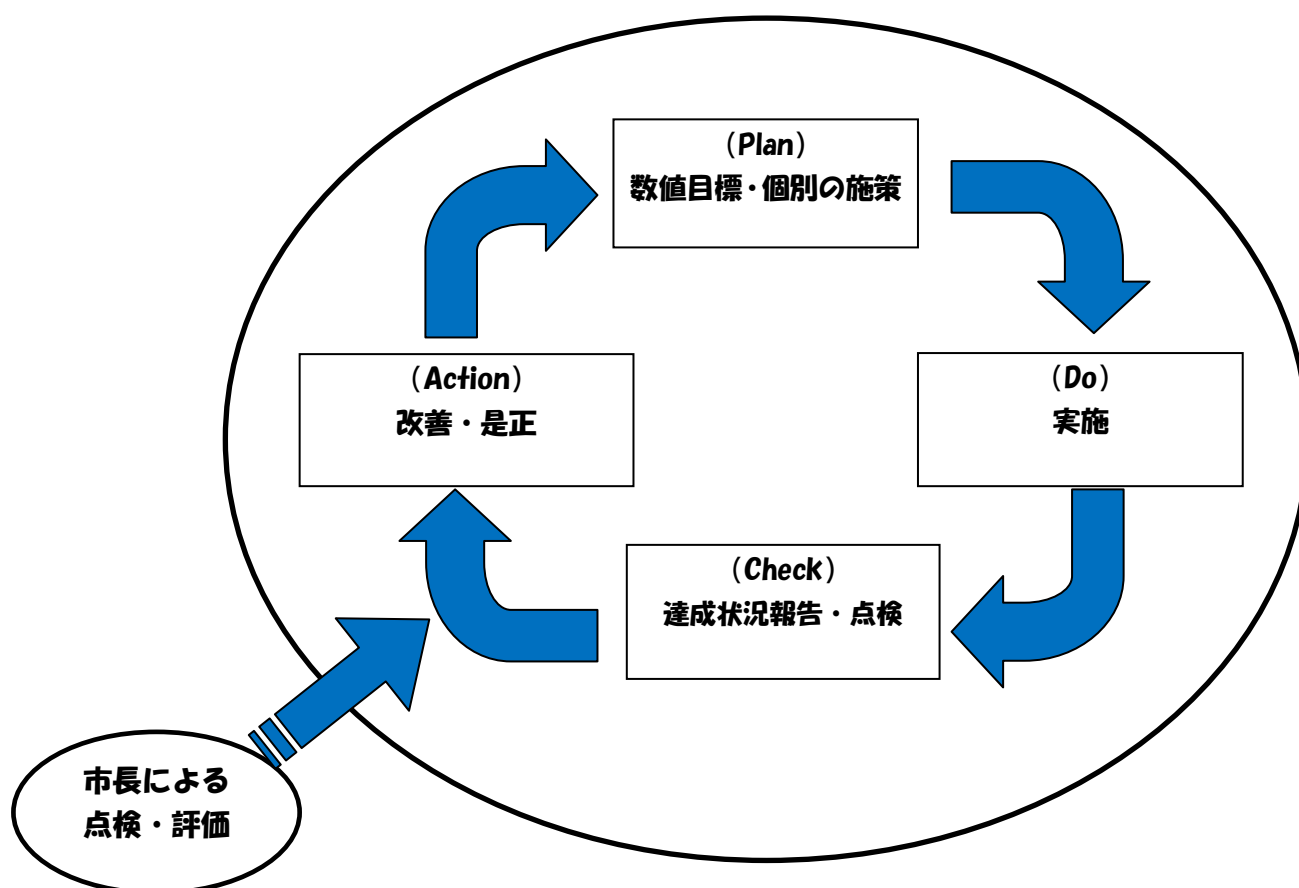 （Plan）
数値目標・個別の施策
（Action）
改善・是正
（Do）
実施
（Check）
達成状況報告・点検
市長による
点検・評価